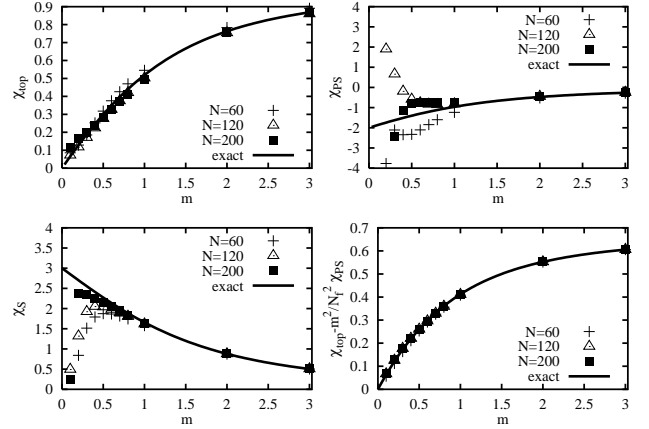 0.9
0.8
0.7
0.6
0.5
0.4
0.3
0.2
0.1
0
χtop
N=60
N=120
N=200
exact
0 0.5 1 1.5 2 2.5 3
m
5
4
3
2
1
0
-1
-2
-3
-4
χPS
N=60
N=120
N=200
exact
0 0.5 1 1.5 2 2.5 3
m
4
3.5
3
2.5
2
1.5
1
0.5
0
χS
N=60
N=120
N=200
exact
0 0.5 1 1.5 2 2.5 3
m
0.7
0.6
0.5
0.4
0.3
0.2
0.1
0
χtop-m²/Nf² χPS
N=60
N=120
N=200
exact
0 0.5 1 1.5 2 2.5 3
m